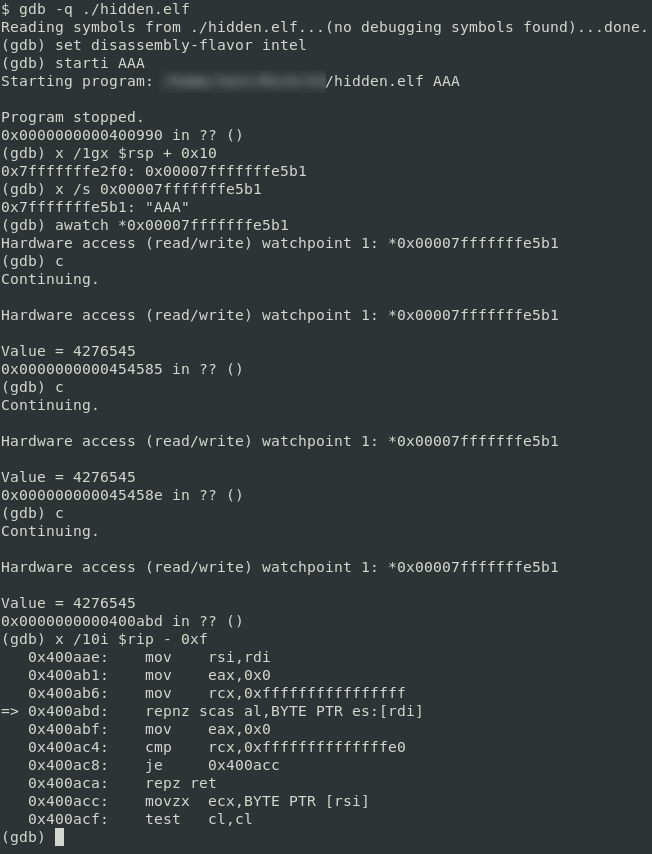 $ gdb -q ./hidden.elf
Reading symbols from ./hidden.elf...(no debugging symbols found)...done.
(gdb) set disassembly-flavor intel
(gdb) starti AAA
Starting program: /hidden.elf AAA
Program stopped.
0x0000000000400990 in ?? ()
(gdb) x /1gx $rsp + 0x10
0x7fffffffe2f0: 0x00007fffffffe5b1
(gdb) x /s 0x00007fffffffe5b1
0x7fffffffe5b1: "AAA"
(gdb) awatch *0x00007fffffffe5b1
Hardware access (read/write) watchpoint 1: *0x00007fffffffe5b1
(gdb) c
Continuing.
Hardware access (read/write) watchpoint 1: *0x00007fffffffe5b1
Value = 4276545
0x0000000000454585 in ?? ()
(gdb) c
Continuing.
Hardware access (read/write) watchpoint 1: *0x00007fffffffe5b1
Value = 4276545
0x000000000045458e in ?? ()
(gdb) c
Continuing.
Hardware access (read/write) watchpoint 1: *0x00007fffffffe5b1
Value = 4276545
0x0000000000400abd in ?? ()
(gdb) x /10i $rip - 0xf
0x400aae: mov rsi,rdi
0x400ab1: mov eax,0x0
0x400ab6: mov rcx,0xffffffffffffffff
=> 0x400abd: repnz scas al,BYTE PTR es:[rdi]
0x400abf: mov eax,0x0
0x400ac4: cmp rcx,0xffffffffffffffe0
0x400ac8: je 0x400acc
0x400aca: repz ret
0x400acc: movzx ecx,BYTE PTR [rsi]
0x400acf: test cl,cl
(gdb)